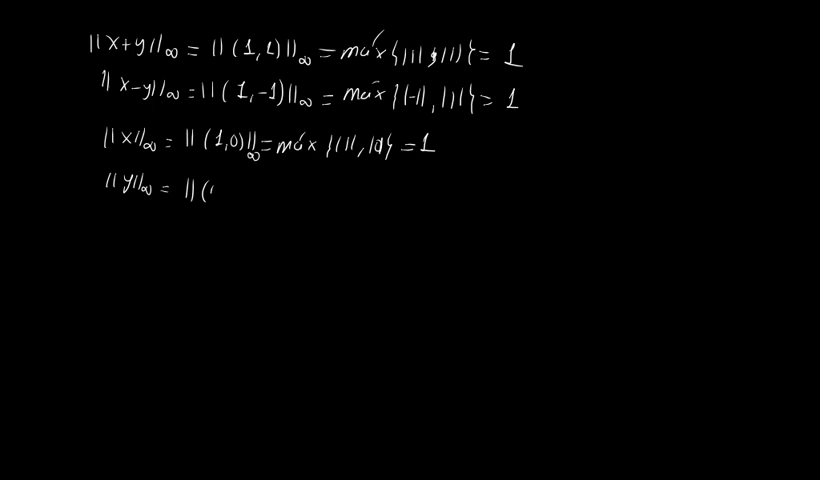 ||x+y||∞ = ||(1,1)||∞ = máx{|1|,|1|} = 1
||x-y||∞ = ||(1,-1)||∞ = máx{|-1|,|1|} = 1
||x||∞ = ||(1,0)||∞ = máx{|1|,|0|} = 1
||y||∞ = ||(